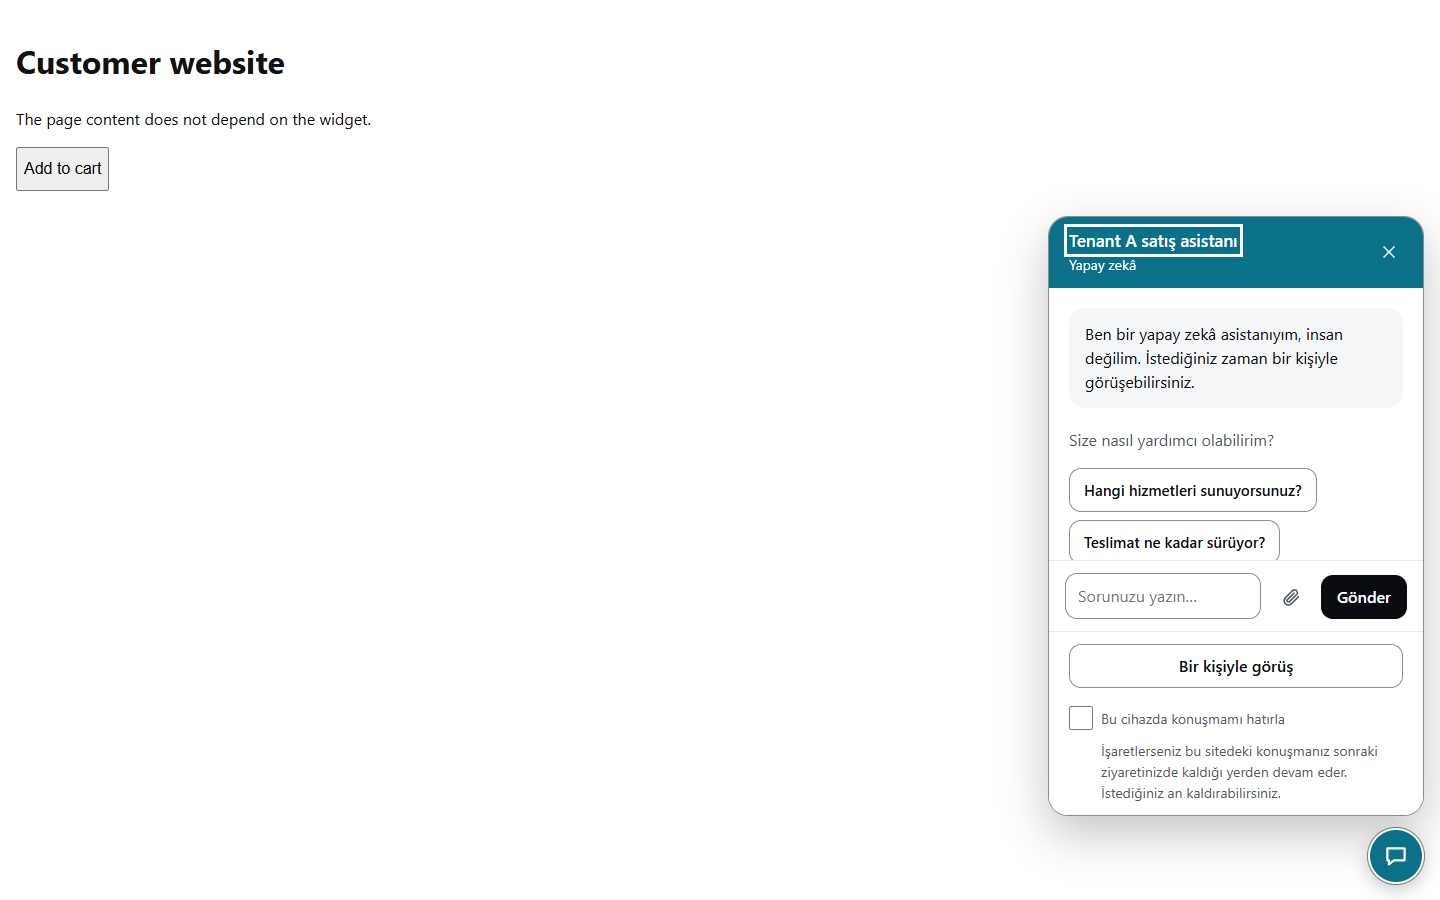 Customer website
The page content does not depend on the widget.
Add to cart
Tenant A satış asistanı
Yapay zekâ
Ben bir yapay zekâ asistanıyım, insan
değilim. İstediğiniz zaman bir kişiyle
görüşebilirsiniz.
Size nasıl yardımcı olabilirim?
Hangi hizmetleri sunuyorsunuz?
Teslimat ne kadar sürüyor?
Sorunuzu yazın...
Gönder
Bir kişiyle görüş
Bu cihazda konuşmamı hatırla
İşaretlerseniz bu sitedeki konuşmanız sonraki
ziyaretinizde kaldığı yerden devam eder.
İstediğiniz an kaldırabilirsiniz.